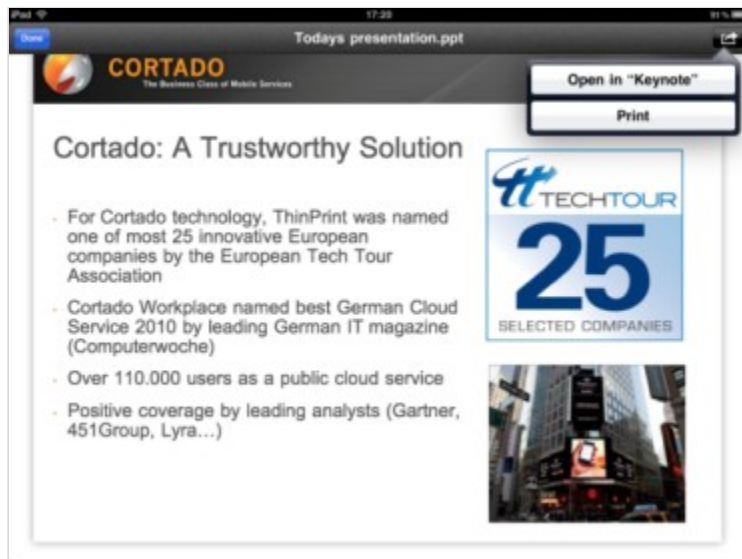 iPad 17:20 91 %
Done Todays presentation.ppt
Open in “Keynote”
Print
CORTADO
The Business Class of Mobile Services
Cortado: A Trustworthy Solution
For Cortado technology, ThinPrint was named
one of most 25 innovative European
companies by the European Tech Tour
Association
Cortado Workplace named best German Cloud
Service 2010 by leading German IT magazine
(Computerwoche)
Over 110.000 users as a public cloud service
Positive coverage by leading analysts (Gartner,
451Group, Lyra...)
tt TECHTOUR
25
SELECTED COMPANIES